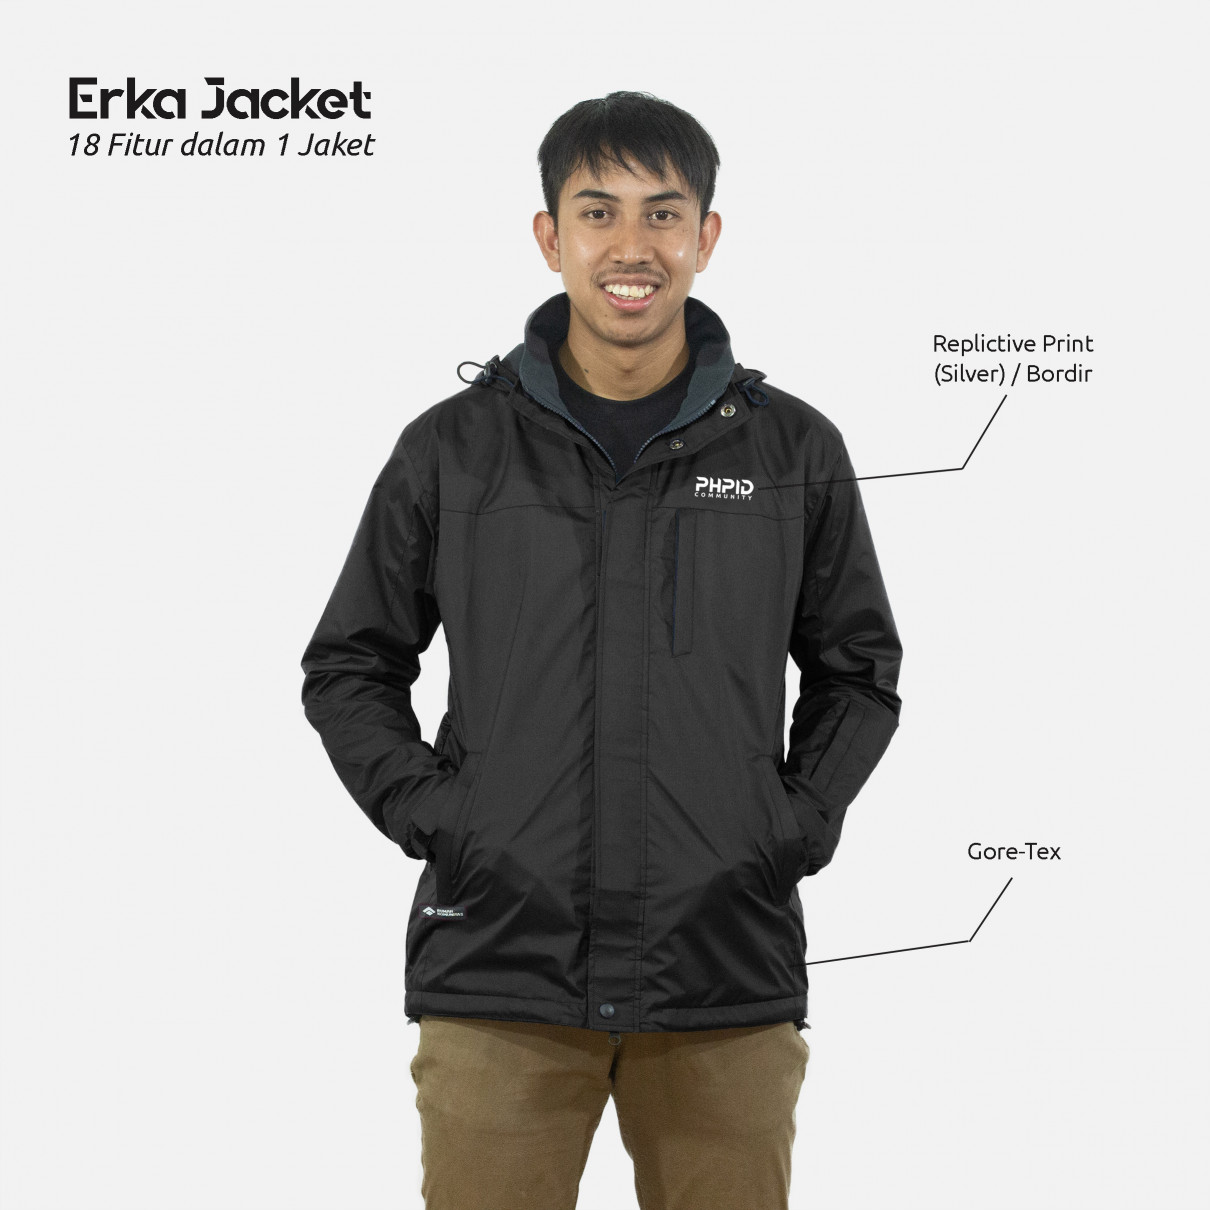 Erka Jacket
18 Fitur dalam 1 Jaket
Replictive Print
(Silver) / Bordir
PHPID
COMMUNITY
Gore-Tex